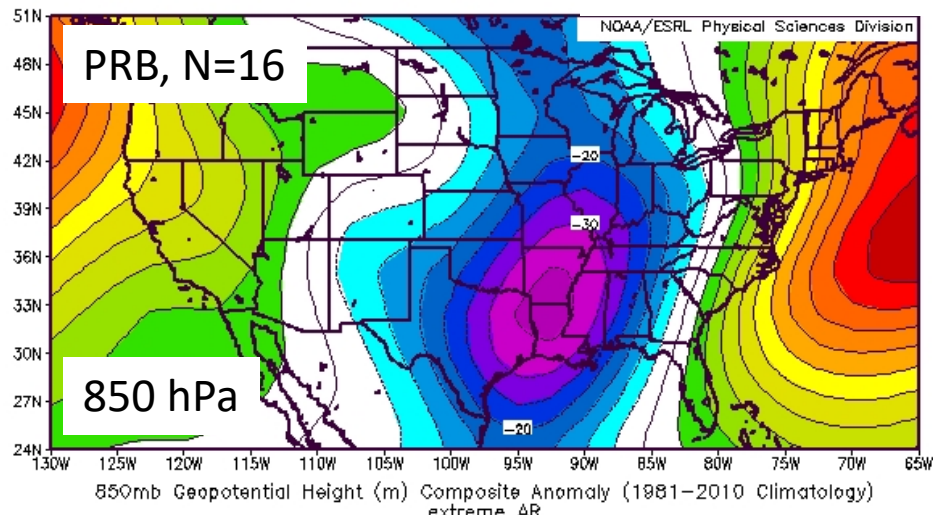 51N
NOAA/ESRL Physical Sciences Division
PRB, N=16
48N
45N
42N
-20
39N
-30
36N
33N
30N
850 hPa
27N
-20
24N
130W 125W 120W 115W 110W 105W 100W 95W 90W 85W 80W 75W 70W 65W
850mb Geopotential Height (m) Composite Anomaly (1981-2010 Climatology)
extreme AR